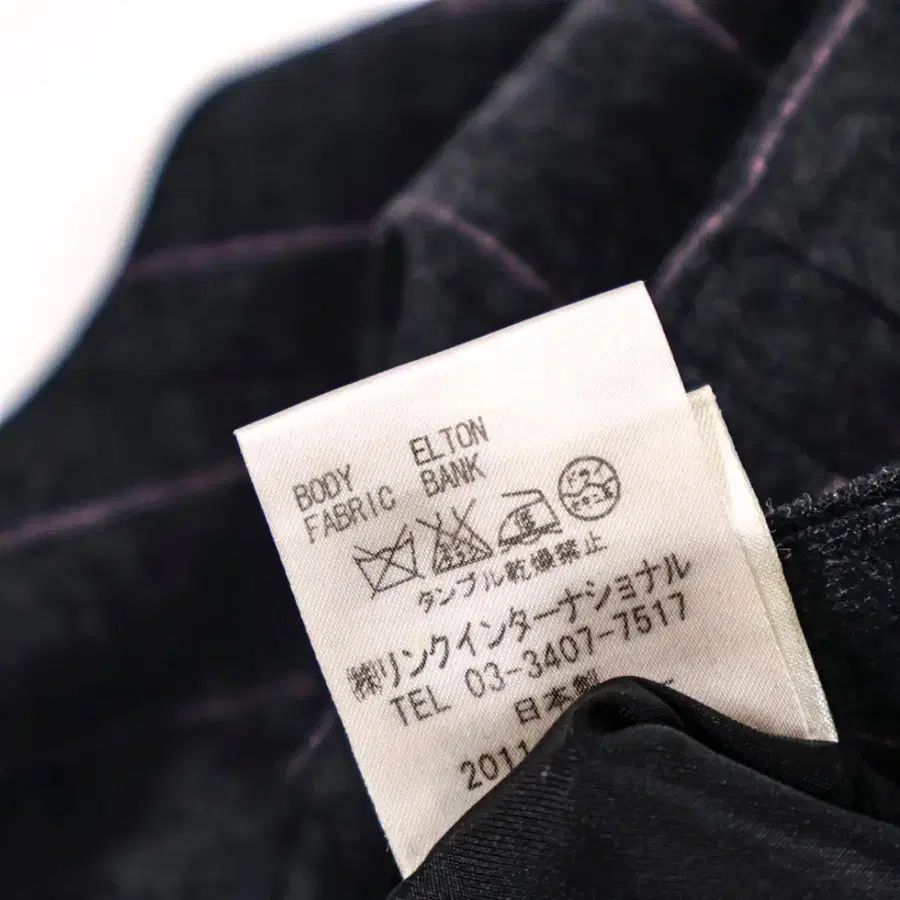 BODY ELTON
FABRIC BANK
タンブル乾燥禁止
㈱リンクインターナショナル
TEL 03-3407-7517
日本製
2011